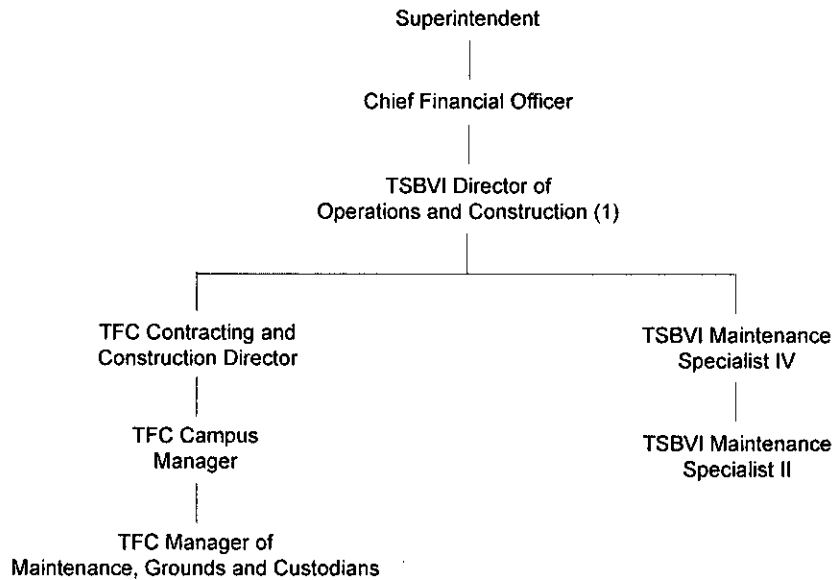 Superintendent
Chief Financial Officer
TSBVI Director of
Operations and Construction (1)
TFC Contracting and
Construction Director
TFC Campus
Manager
TFC Manager of
Maintenance, Grounds and Custodians
TSBVI Maintenance
Specialist IV
TSBVI Maintenance
Specialist II